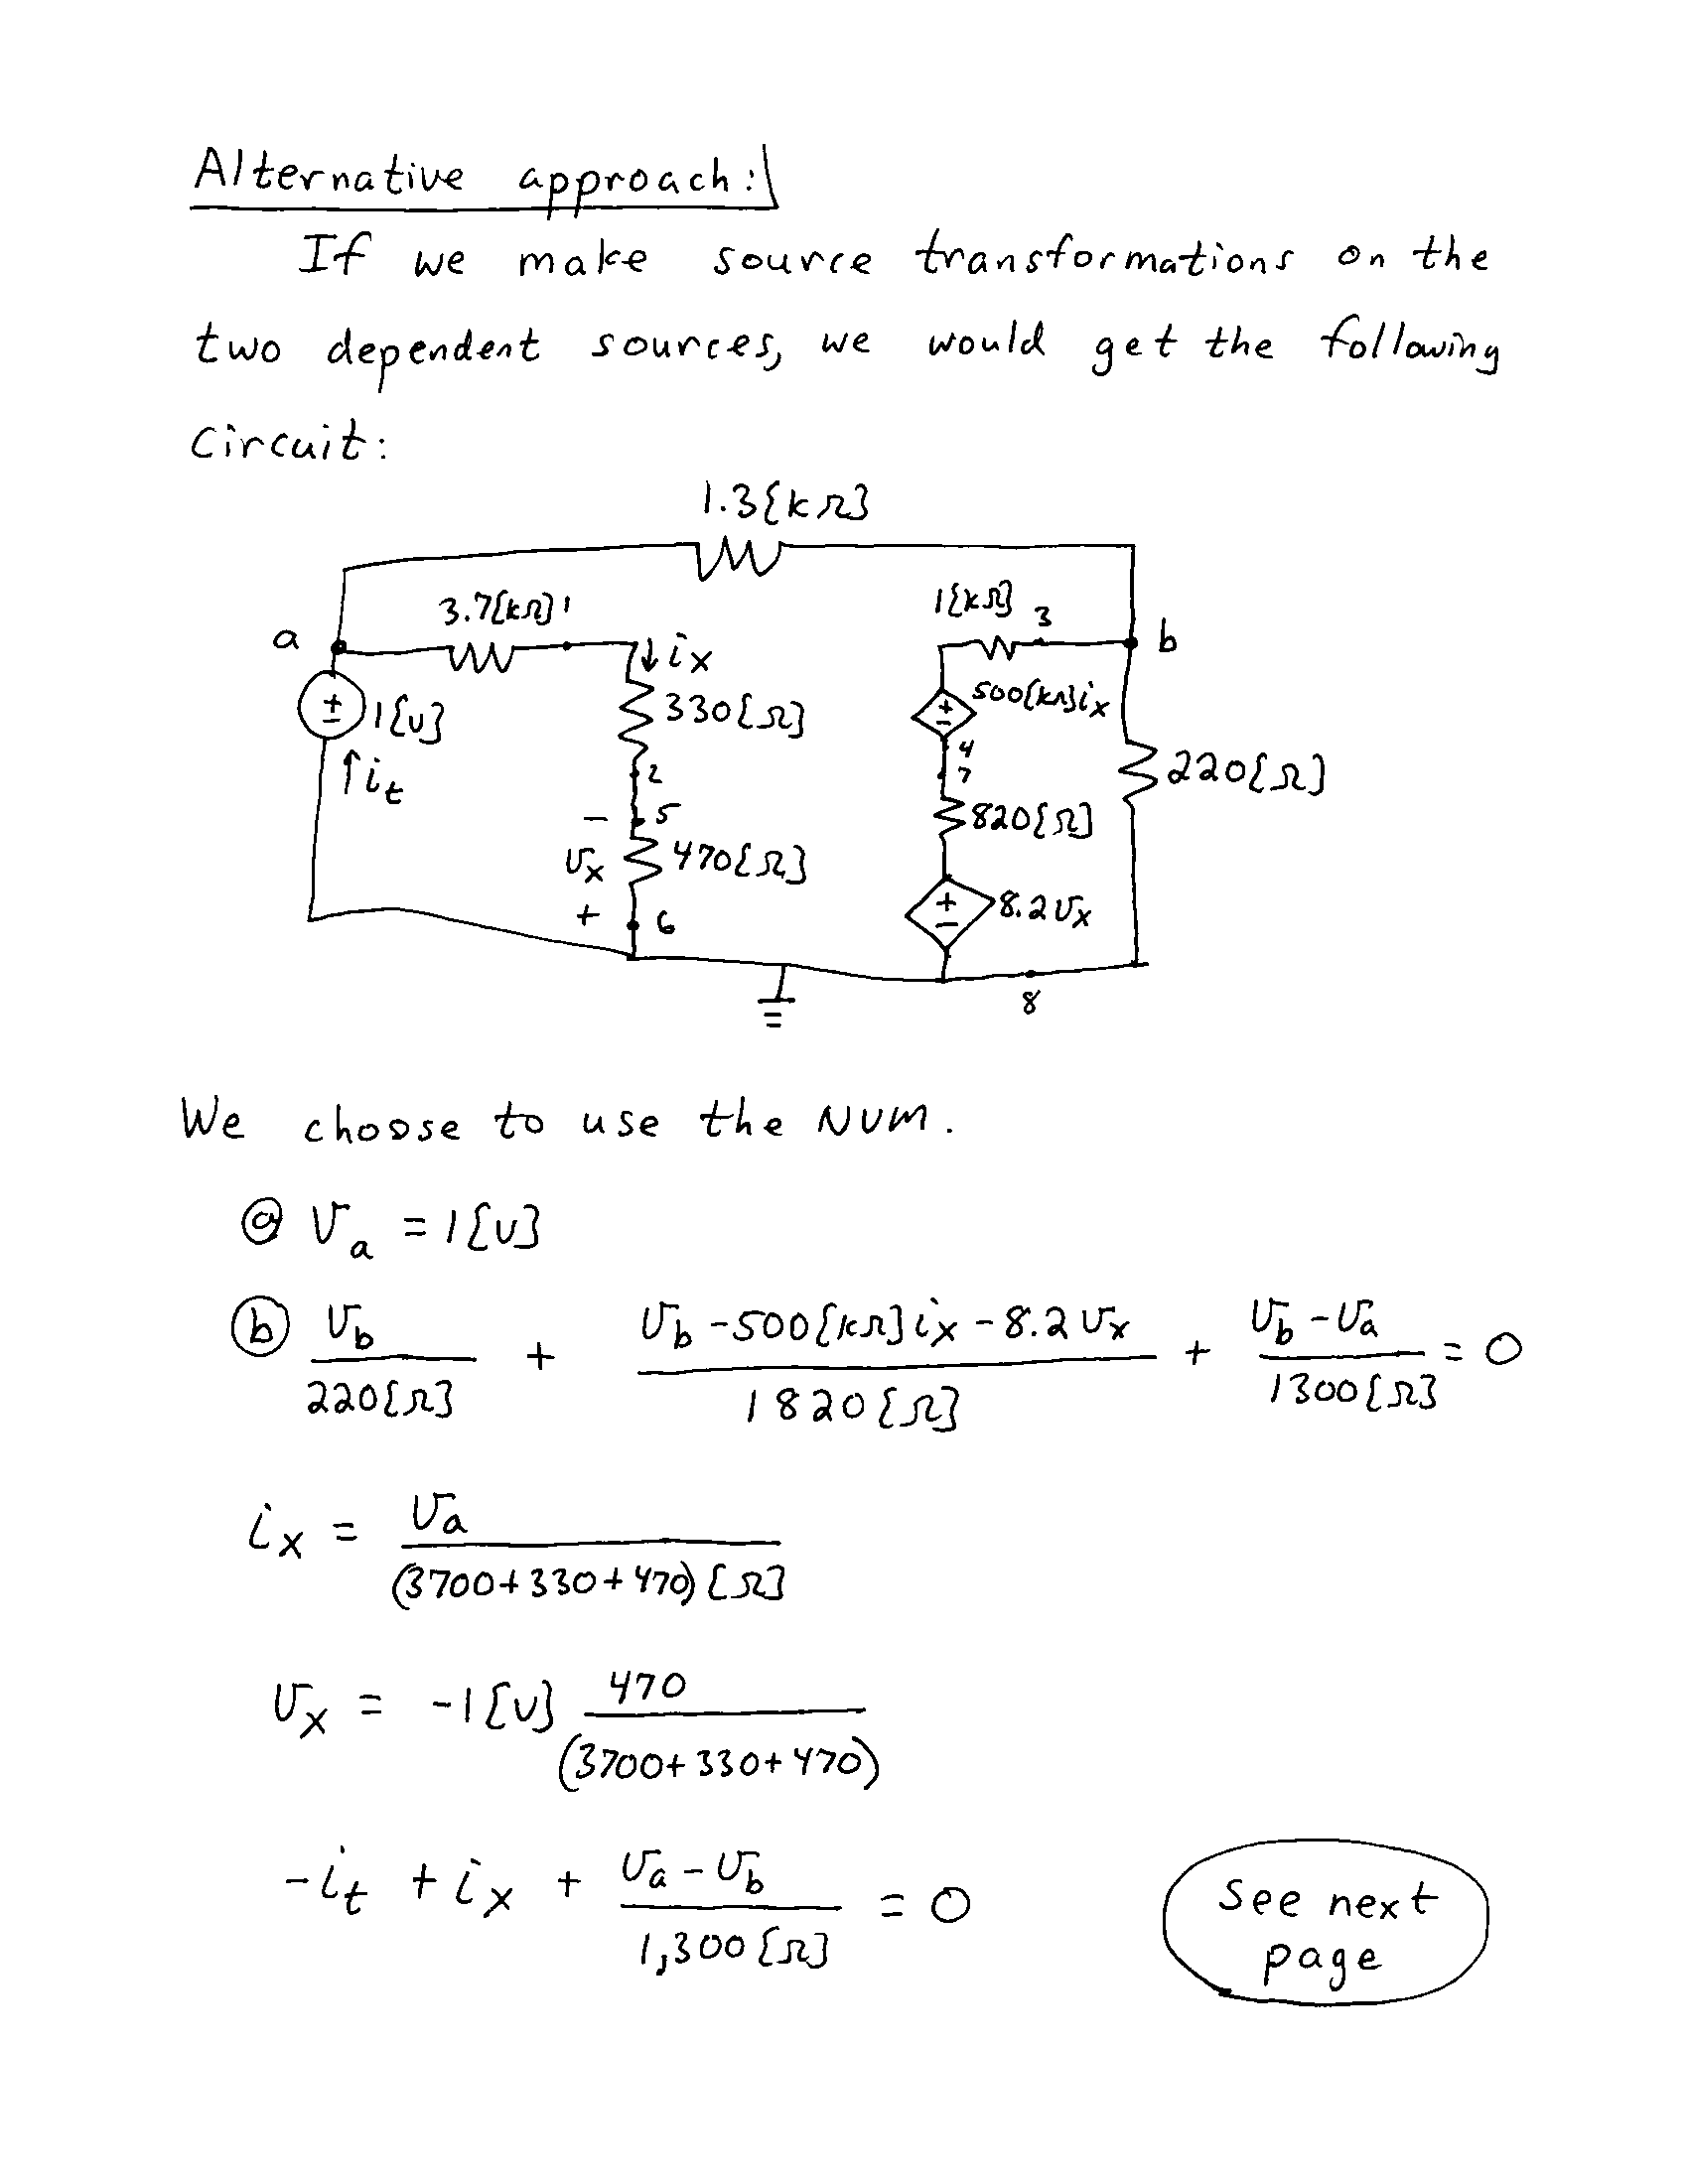 Alternative approach:
If we make source transformations on the
two dependent sources, we would get the following
circuit:
1.3[kΩ]
3.7[kΩ] 1
1[kΩ] 3
a
b
ix
500[kΩ]ix
+
-
1[v]
330[Ω]
+
-
4
7
it
2
220[Ω]
- 5
820[Ω]
vx
470[Ω]
+ 6
+
-
8.2vx
8
We choose to use the NVM.
ⓐ va = 1[v]
ⓑ vb/220[Ω] + (vb - 500[kΩ]ix - 8.2vx)/1820[Ω] + (vb - va)/1300[Ω] = 0
ix = va/(3700+330+470)[Ω]
vx = -1[v] 470/(3700+330+470)
-it + ix + (va - vb)/1,300[Ω] = 0
See next
page